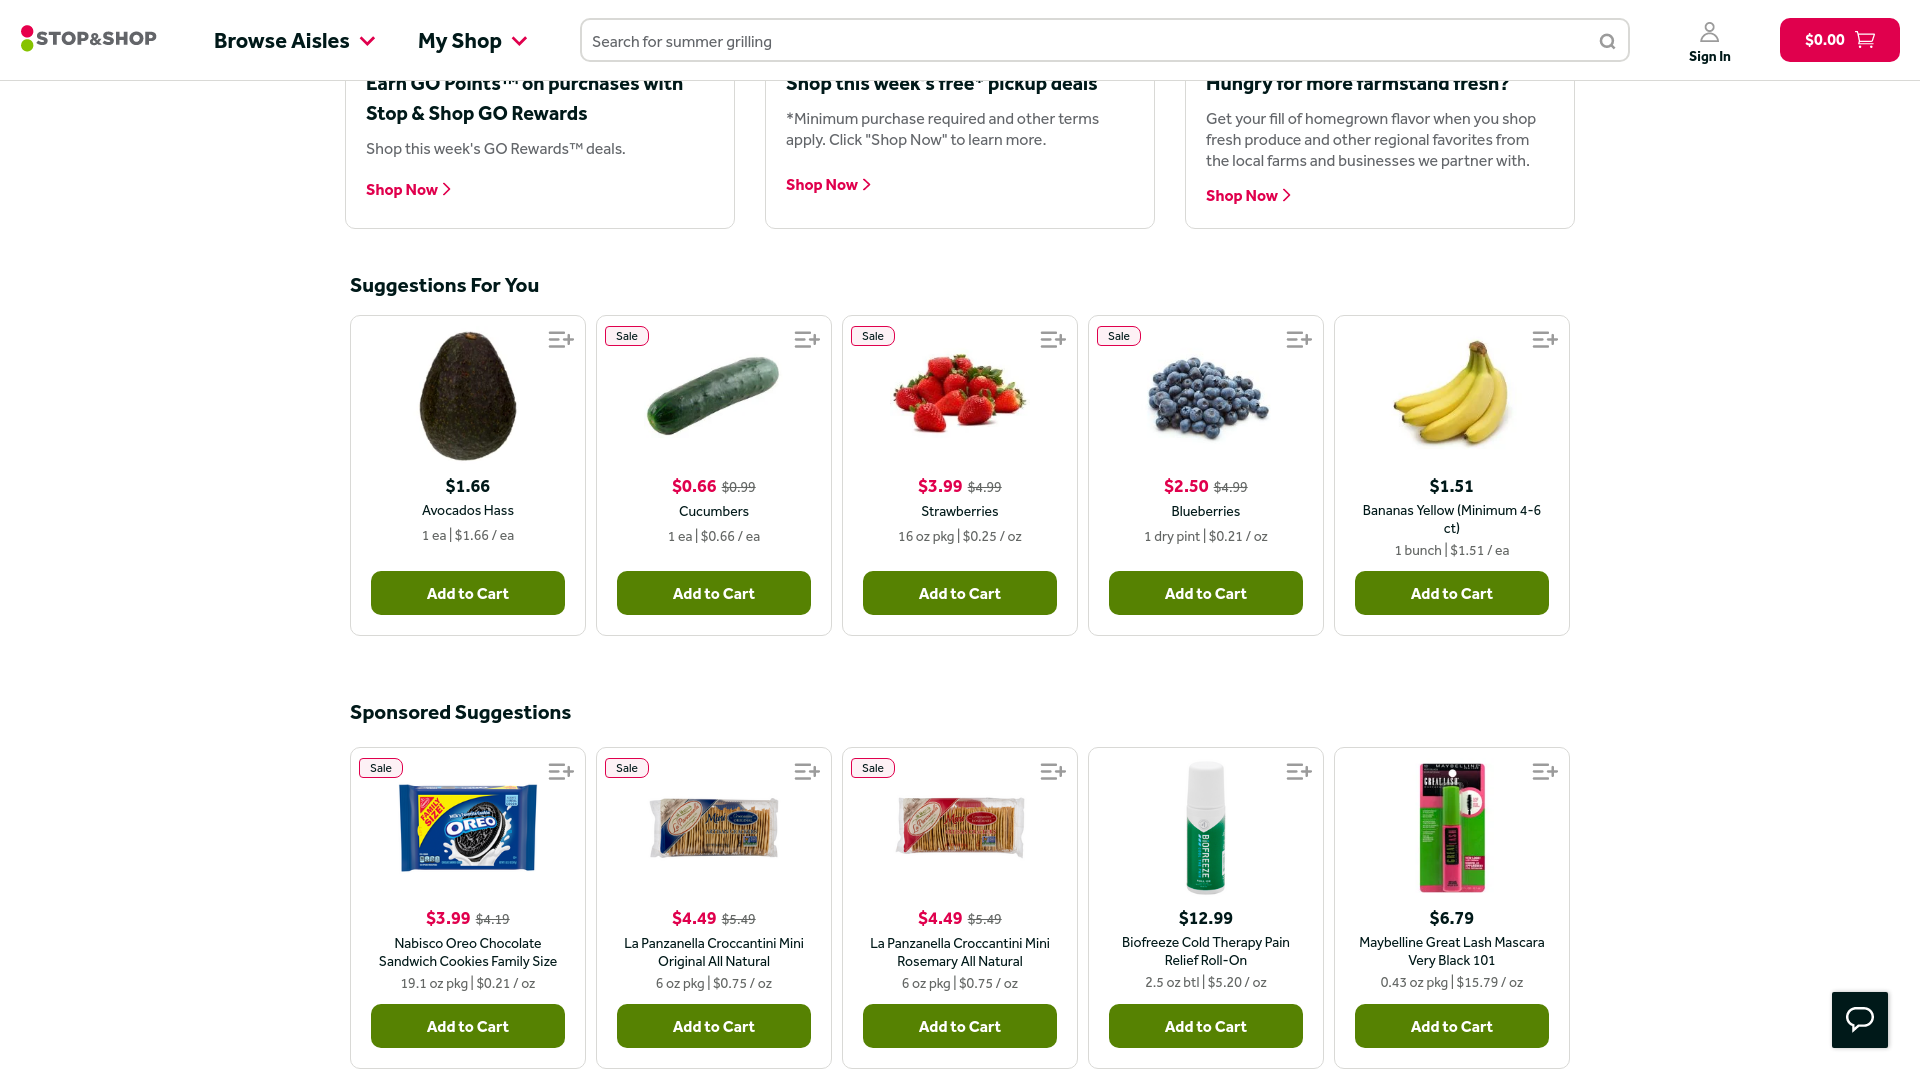 STOP&SHOP
Browse Aisles
My Shop
Search for summer grilling
Sign In
$0.00
Earn GO Points™ on purchases with
Stop & Shop GO Rewards
Shop this week's GO Rewards™ deals.
Shop Now
Shop this week's free* pickup deals
*Minimum purchase required and other terms
apply. Click "Shop Now" to learn more.
Shop Now
Hungry for more farmstand fresh?
Get your fill of homegrown flavor when you shop
fresh produce and other regional favorites from
the local farms and businesses we partner with.
Shop Now
Suggestions For You
$1.66
Avocados Hass
1 ea | $1.66 / ea
Add to Cart
Sale
$0.66 $0.99
Cucumbers
1 ea | $0.66 / ea
Add to Cart
Sale
$3.99 $4.99
Strawberries
16 oz pkg | $0.25 / oz
Add to Cart
Sale
$2.50 $4.99
Blueberries
1 dry pint | $0.21 / oz
Add to Cart
$1.51
Bananas Yellow (Minimum 4-6
ct)
1 bunch | $1.51 / ea
Add to Cart
Sponsored Suggestions
Sale
FAMILY
SIZE!
OREO
$3.99 $4.19
Nabisco Oreo Chocolate
Sandwich Cookies Family Size
19.1 oz pkg | $0.21 / oz
Add to Cart
Sale
Mini
$4.49 $5.49
La Panzanella Croccantini Mini
Original All Natural
6 oz pkg | $0.75 / oz
Add to Cart
Sale
Mini
$4.49 $5.49
La Panzanella Croccantini Mini
Rosemary All Natural
6 oz pkg | $0.75 / oz
Add to Cart
BIOFREEZE
$12.99
Biofreeze Cold Therapy Pain
Relief Roll-On
2.5 oz btl | $5.20 / oz
Add to Cart
MAYBELLINE
GREAT LASH
$6.79
Maybelline Great Lash Mascara
Very Black 101
0.43 oz pkg | $15.79 / oz
Add to Cart